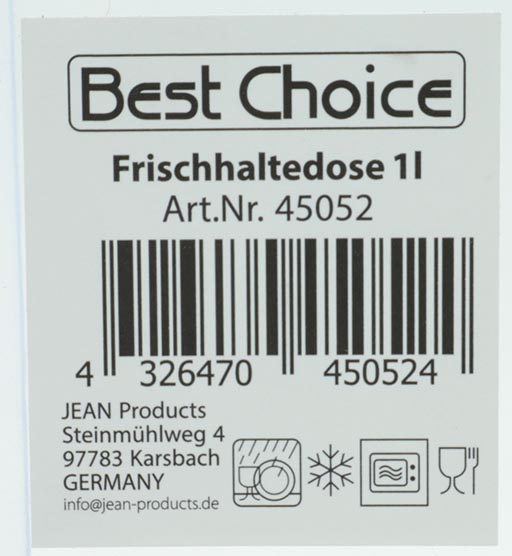 Best Choice
Frischhaltedose 1l
Art.Nr. 45052
4 326470 450524
JEAN Products
Steinmühlweg 4
97783 Karsbach
GERMANY
info@jean-products.de